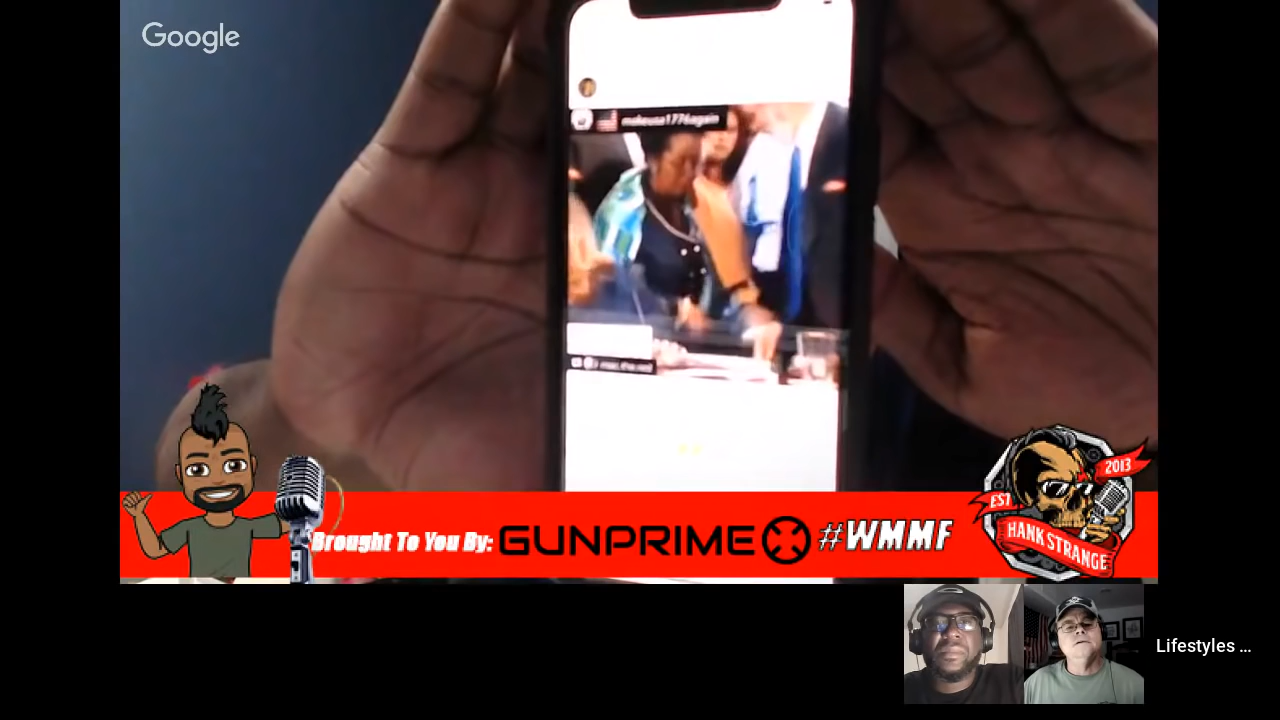 Google
makeusa1776again
Brought To You By: GUNPRIME #WMMF
2013
EST
HANK STRANGE
Lifestyles ...